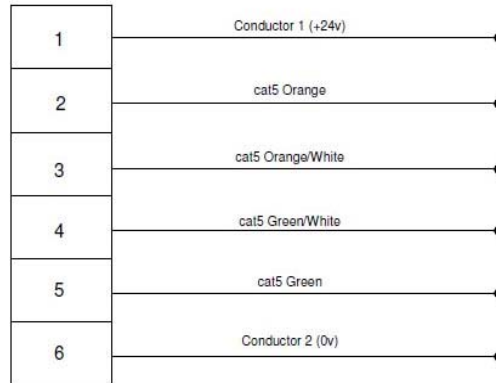 1
Conductor 1 (+24v)
2
cat5 Orange
3
cat5 Orange/White
4
cat5 Green/White
5
cat5 Green
6
Conductor 2 (0v)